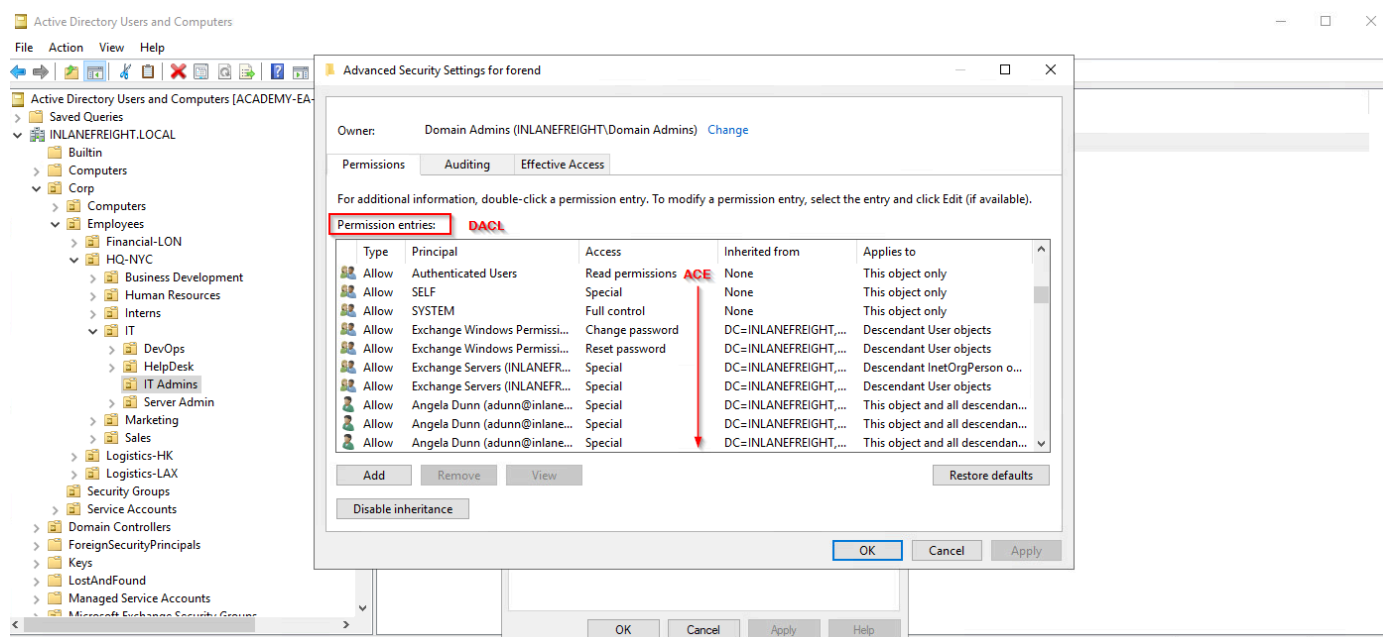 Active Directory Users and Computers
File Action View Help
Active Directory Users and Computers [ACADEMY-EA-
Saved Queries
INLANEFREIGHT.LOCAL
Builtin
Computers
Corp
Computers
Employees
Financial-LON
HQ-NYC
Business Development
Human Resources
Interns
IT
DevOps
HelpDesk
IT Admins
Server Admin
Marketing
Sales
Logistics-HK
Logistics-LAX
Security Groups
Service Accounts
Domain Controllers
ForeignSecurityPrincipals
Keys
LostAndFound
Managed Service Accounts
Microsoft Exchange Security Groups
Advanced Security Settings for forend
Owner: Domain Admins (INLANEFREIGHT\Domain Admins) Change
Permissions Auditing Effective Access
For additional information, double-click a permission entry. To modify a permission entry, select the entry and click Edit (if available).
Permission entries: DACL
Type Principal Access Inherited from Applies to
Allow Authenticated Users Read permissions ACE None This object only
Allow SELF Special None This object only
Allow SYSTEM Full control None This object only
Allow Exchange Windows Permissi... Change password DC=INLANEFREIGHT,... Descendant User objects
Allow Exchange Windows Permissi... Reset password DC=INLANEFREIGHT,... Descendant User objects
Allow Exchange Servers (INLANEFR... Special DC=INLANEFREIGHT,... Descendant InetOrgPerson o...
Allow Exchange Servers (INLANEFR... Special DC=INLANEFREIGHT,... Descendant User objects
Allow Angela Dunn (adunn@inlane... Special DC=INLANEFREIGHT,... This object and all descendan...
Allow Angela Dunn (adunn@inlane... Special DC=INLANEFREIGHT,... This object and all descendan...
Allow Angela Dunn (adunn@inlane... Special DC=INLANEFREIGHT,... This object and all descendan...
Add Remove View Restore defaults
Disable inheritance
OK Cancel Apply
OK Cancel Apply Help